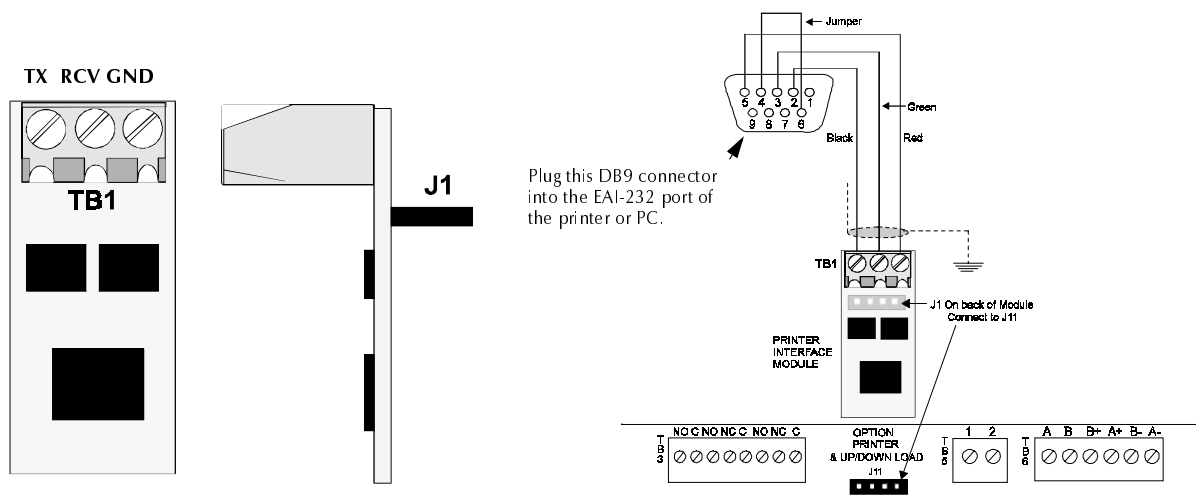 TX RCV GND
TB1
J1
Jumper
5 4 3 2 1
9 8 7 6
Green
Black
Red
Plug this DB9 connector
into the EAI-232 port of
the printer or PC.
TB1
J1 On back of Module
Connect to J11
PRINTER
INTERFACE
MODULE
NO C NO NC C NO NC C
TB3
OPTION
PRINTER
& UP/DOWN LOAD
J11
1 2
A B B+ A+ B- A-
TB6